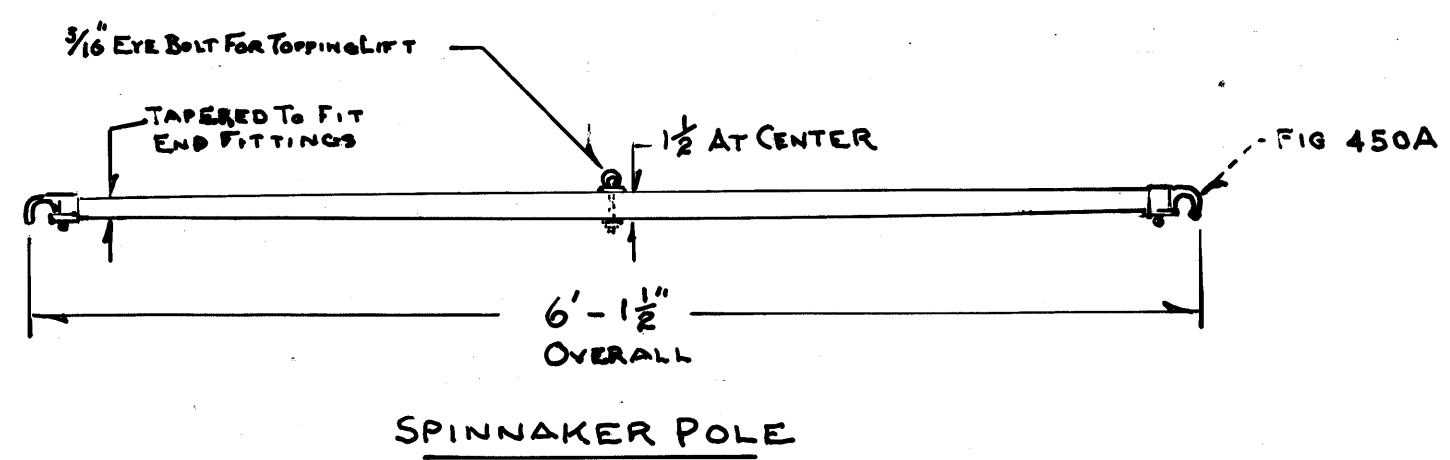 3/16" EYE BOLT FOR TOPPING LIFT
TAPERED TO FIT
END FITTINGS
1 1/2 AT CENTER
FIG 450A
6' - 1 1/2"
OVERALL
SPINNAKER POLE